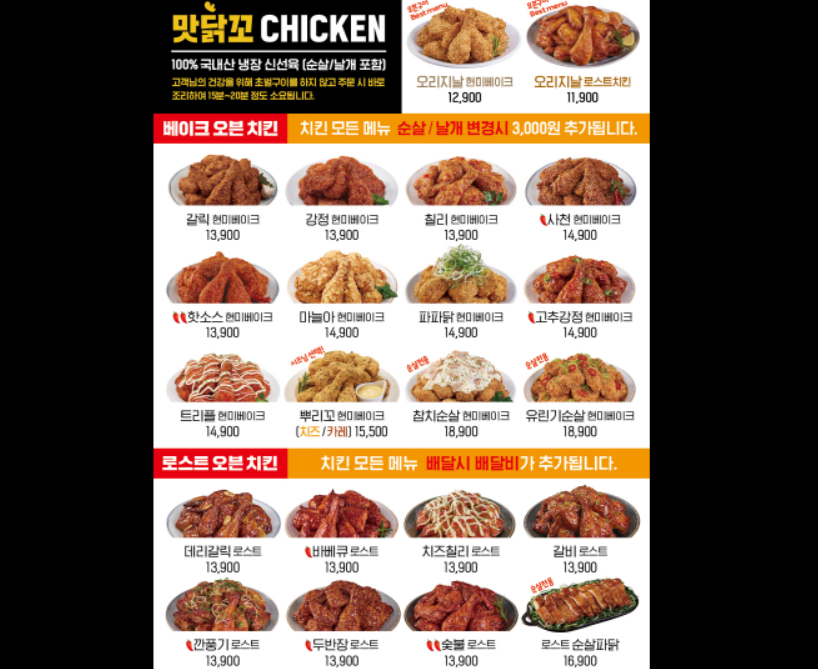 맛닭꼬 CHICKEN
100% 국내산 냉장 신선육 (순살/날개 포함)
고객님의 건강을 위해 초벌구이를 하지 않고 주문 시 바로
조리하여 15분~20분 정도 소요됩니다.
오븐구이
Best menu
오리지날 현미베이크
12,900
오븐구이
Best menu
오리지날 로스트치킨
11,900
베이크 오븐 치킨
치킨 모든 메뉴 순살 / 날개 변경시 3,000원 추가됩니다.
갈릭 현미베이크
13,900
강정 현미베이크
13,900
칠리 현미베이크
13,900
사천 현미베이크
14,900
핫소스 현미베이크
13,900
마늘아 현미베이크
14,900
파파닭 현미베이크
14,900
고추강정 현미베이크
14,900
트리플 현미베이크
14,900
시즈닝 선택!
뿌리꼬 현미베이크
(치즈/카레) 15,500
순살전용
참치순살 현미베이크
18,900
순살전용
유린기순살 현미베이크
18,900
로스트 오븐 치킨
치킨 모든 메뉴 배달시 배달비가 추가됩니다.
데리갈릭 로스트
13,900
바베큐 로스트
13,900
치즈칠리 로스트
13,900
갈비 로스트
13,900
깐풍기 로스트
13,900
두반장 로스트
13,900
숯불 로스트
13,900
순살전용
로스트 순살파닭
16,900